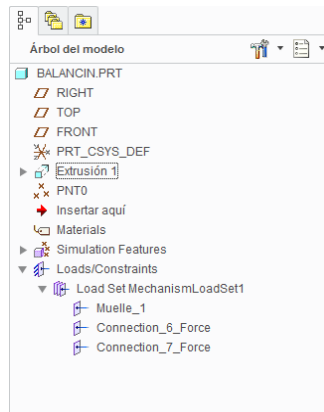 Árbol del modelo
BALANCIN.PRT
RIGHT
TOP
FRONT
PRT_CSYS_DEF
Extrusión 1
PNT0
Insertar aquí
Materials
Simulation Features
Loads/Constraints
Load Set MechanismLoadSet1
Muelle_1
Connection_6_Force
Connection_7_Force